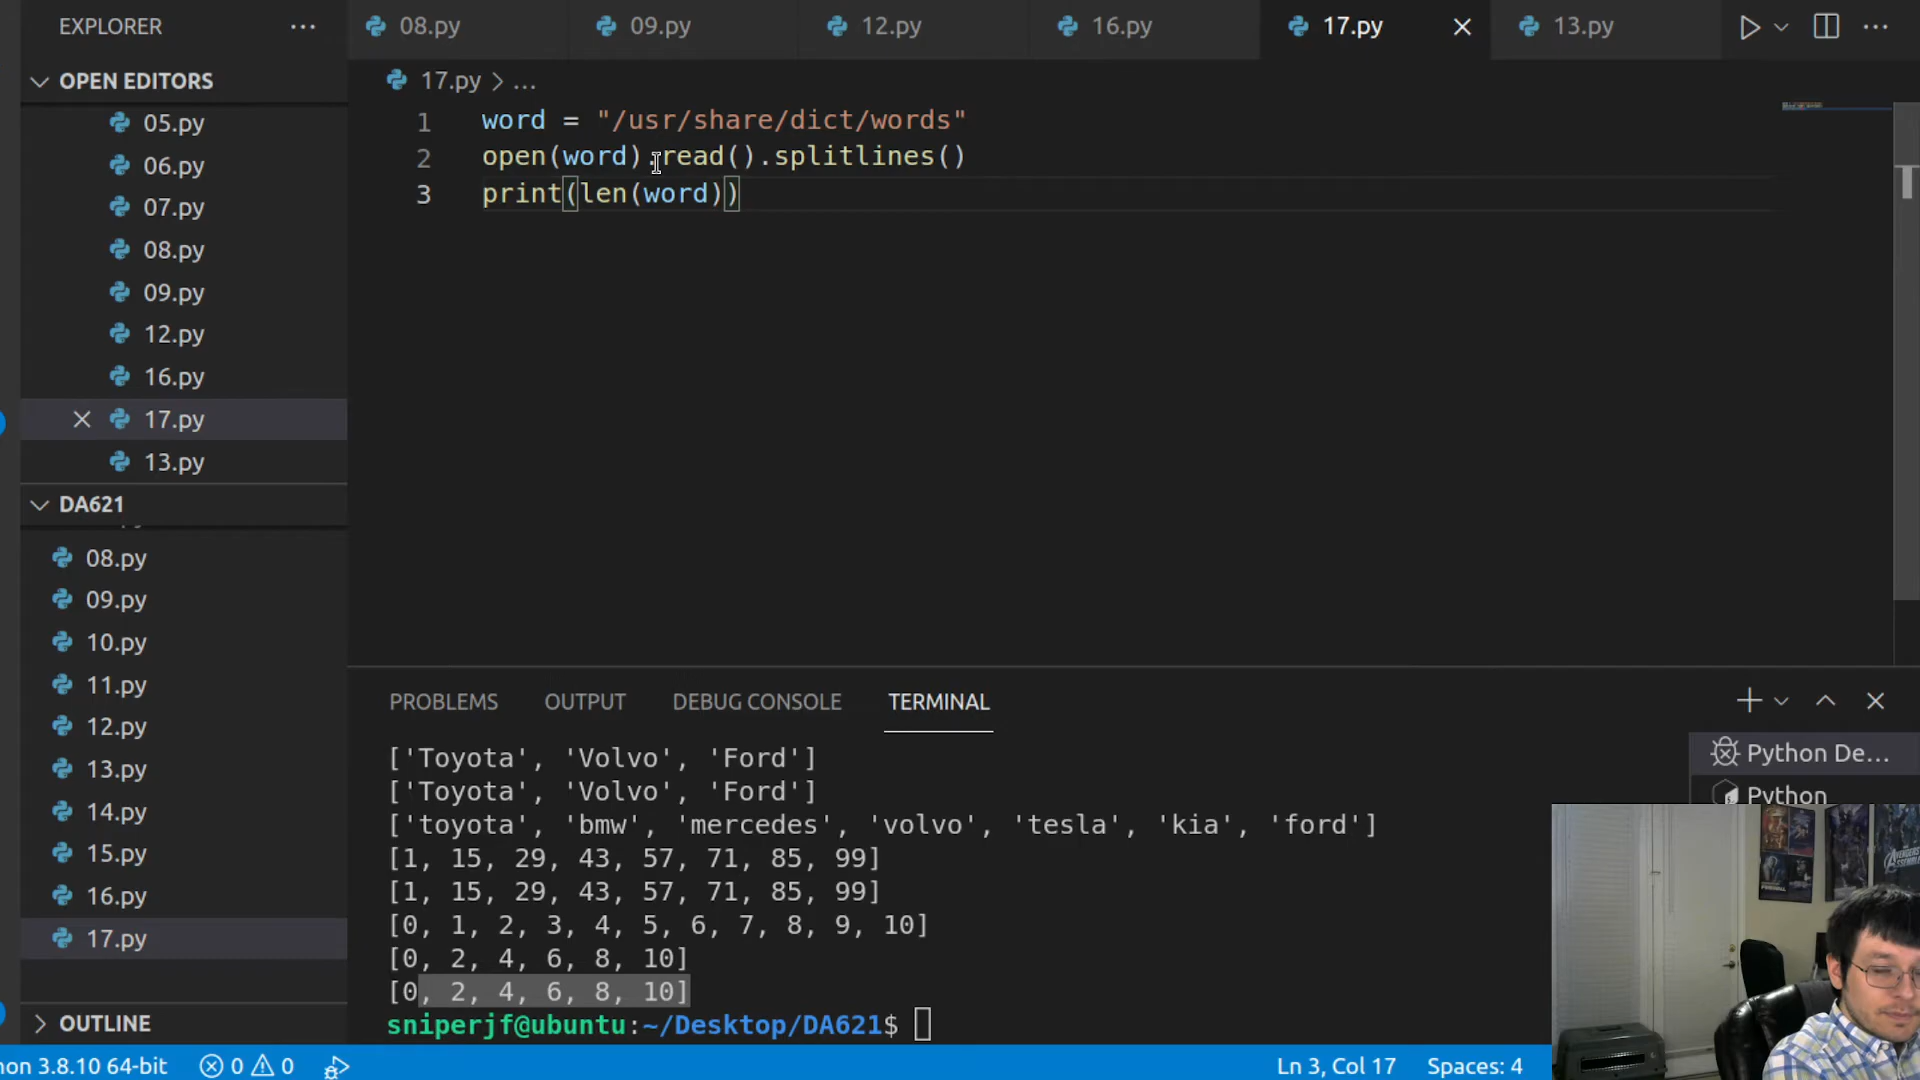 EXPLORER
OPEN EDITORS
05.py
06.py
07.py
08.py
09.py
12.py
16.py
17.py
13.py
DA621
08.py
09.py
10.py
11.py
12.py
13.py
14.py
15.py
16.py
17.py
OUTLINE
08.py 09.py 12.py 16.py 17.py 13.py
17.py > ...
1 word = "/usr/share/dict/words"
2 open(word).read().splitlines()
3 print(len(word))
PROBLEMS OUTPUT DEBUG CONSOLE TERMINAL
['Toyota', 'Volvo', 'Ford']
['Toyota', 'Volvo', 'Ford']
['toyota', 'bmw', 'mercedes', 'volvo', 'tesla', 'kia', 'ford']
[1, 15, 29, 43, 57, 71, 85, 99]
[1, 15, 29, 43, 57, 71, 85, 99]
[0, 1, 2, 3, 4, 5, 6, 7, 8, 9, 10]
[0, 2, 4, 6, 8, 10]
[0, 2, 4, 6, 8, 10]
sniperjf@ubuntu:~/Desktop/DA621$
Python De...
Python
hon 3.8.10 64-bit 0 0 Ln 3, Col 17 Spaces: 4